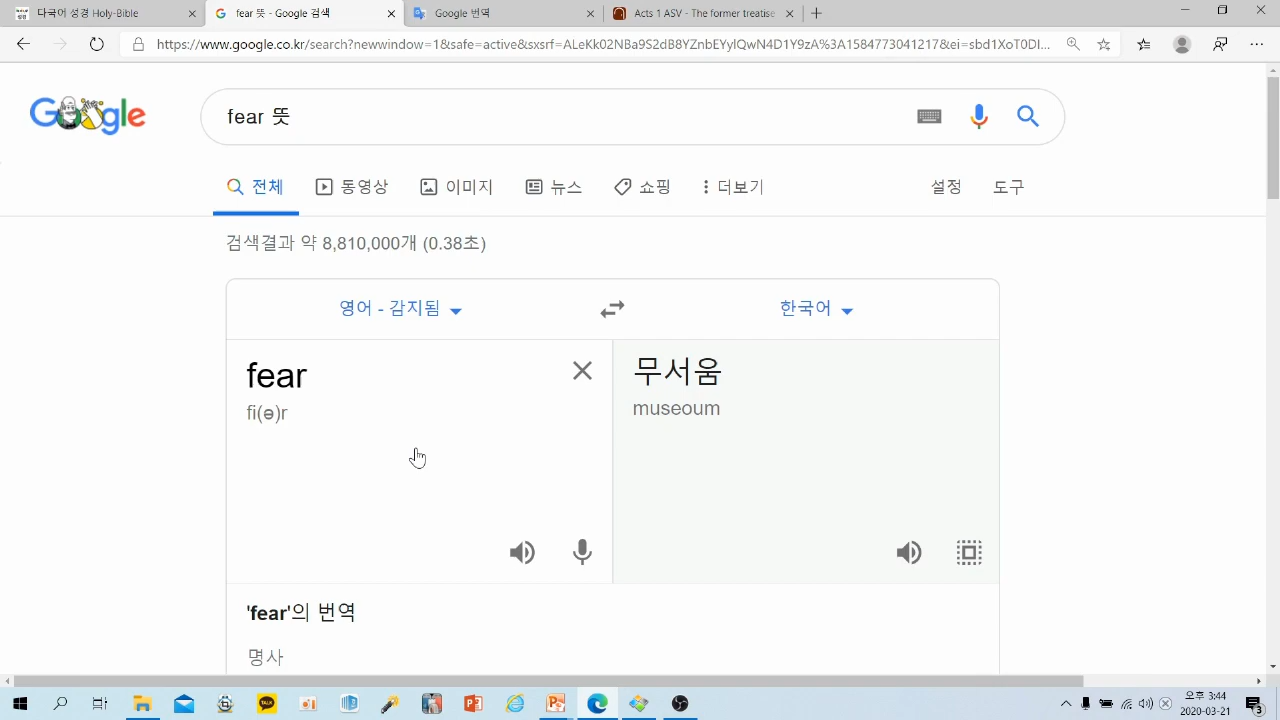 다국어 성경 Holy-Bible
fear 뜻 - Google 검색
Google 번역
Acts 1 ASV - The former treatise
https://www.google.co.kr/search?newwindow=1&safe=active&sxsrf=ALeKk02NBa9S2dB8YZnbEYylQwN4D1Y9zA%3A1584773041217&ei=sbd1XoT0DI...
Google
fear 뜻
전체
동영상
이미지
뉴스
쇼핑
더보기
설정
도구
검색결과 약 8,810,000개 (0.38초)
영어 - 감지됨
한국어
fear
fi(ə)r
무서움
museoum
'fear'의 번역
명사
TALK
오후 3:44
2020-03-21
3